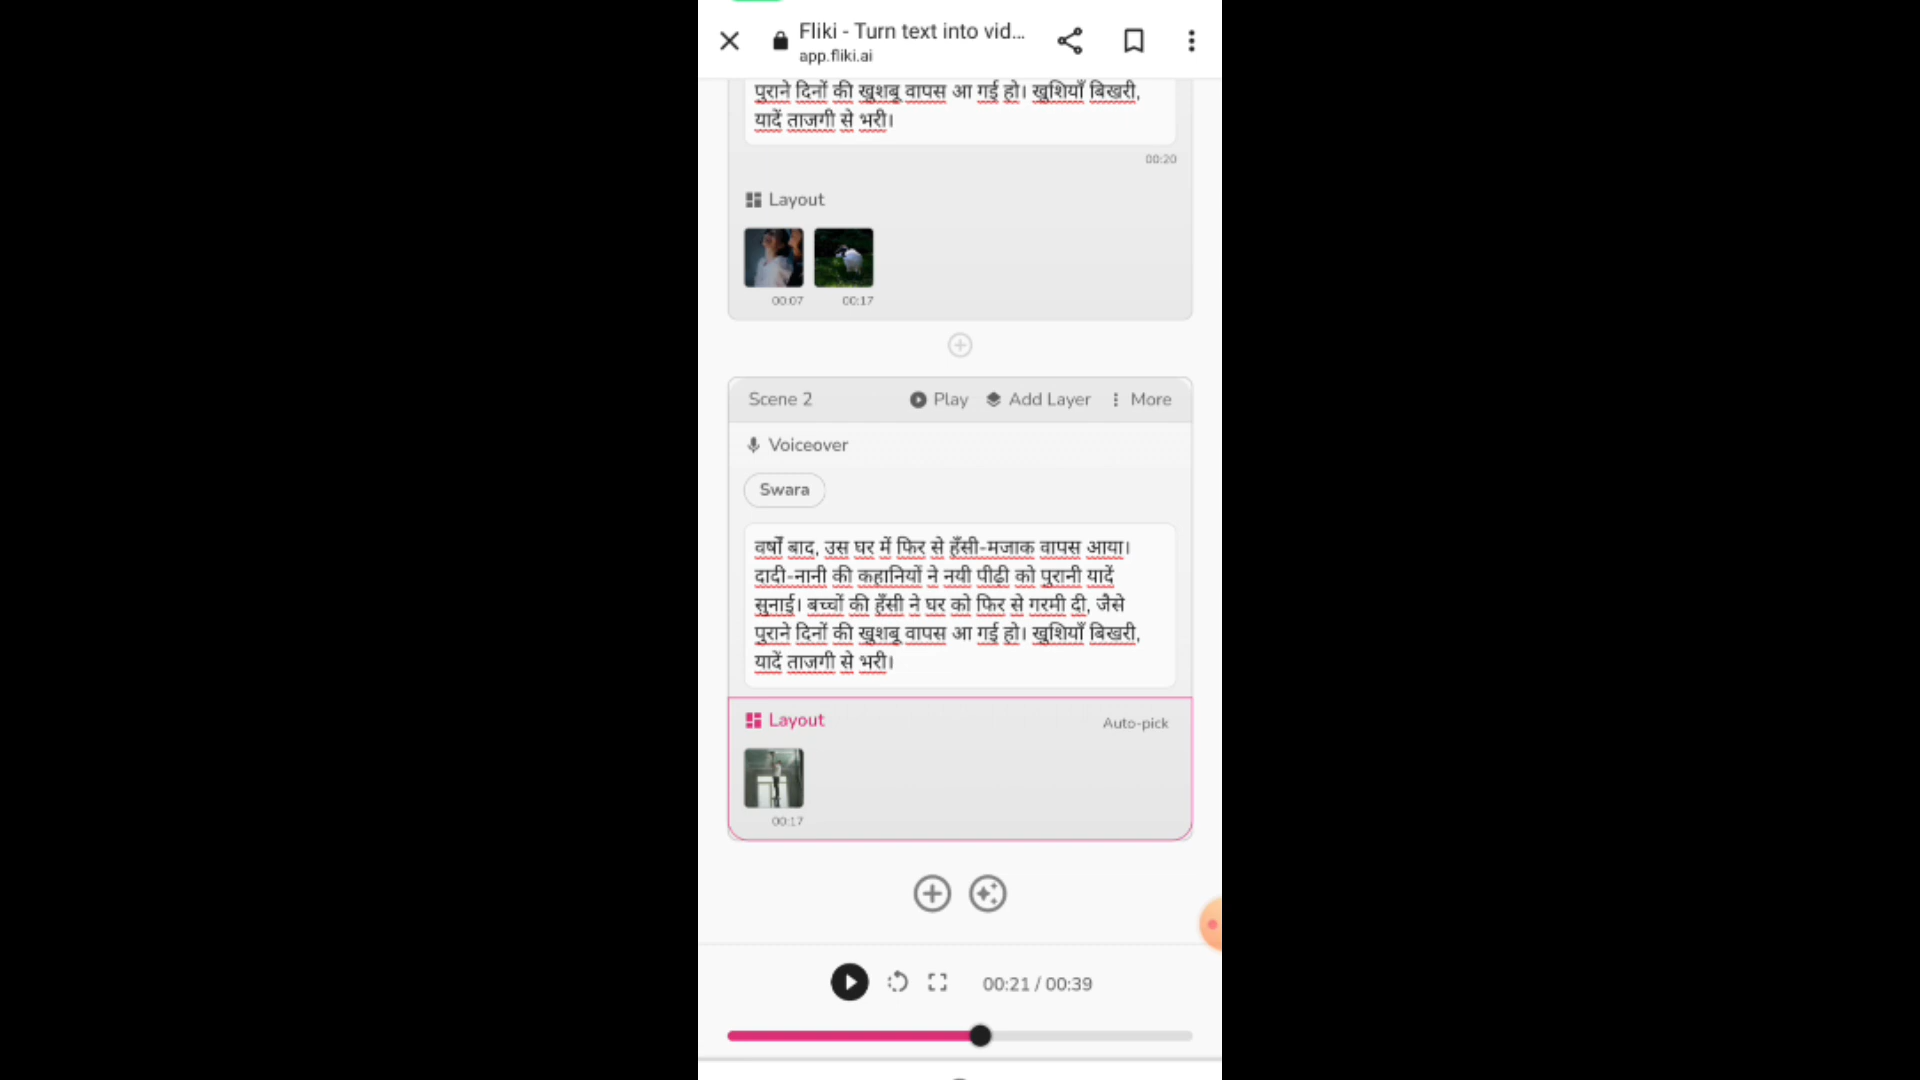 Fliki - Turn text into vid...
app.fliki.ai
पुराने दिनों की खुशबू वापस आ गई हो। खुशियाँ बिखरी,
यादें ताजगी से भरी।
00:20
Layout
00:07 00:17
Scene 2 Play Add Layer More
Voiceover
Swara
वर्षों बाद, उस घर में फिर से हँसी-मजाक वापस आया।
दादी-नानी की कहानियों ने नयी पीढ़ी को पुरानी यादें
सुनाई। बच्चों की हँसी ने घर को फिर से गरमी दी, जैसे
पुराने दिनों की खुशबू वापस आ गई हो। खुशियाँ बिखरी,
यादें ताजगी से भरी।
Layout Auto-pick
00:17
00:21 / 00:39